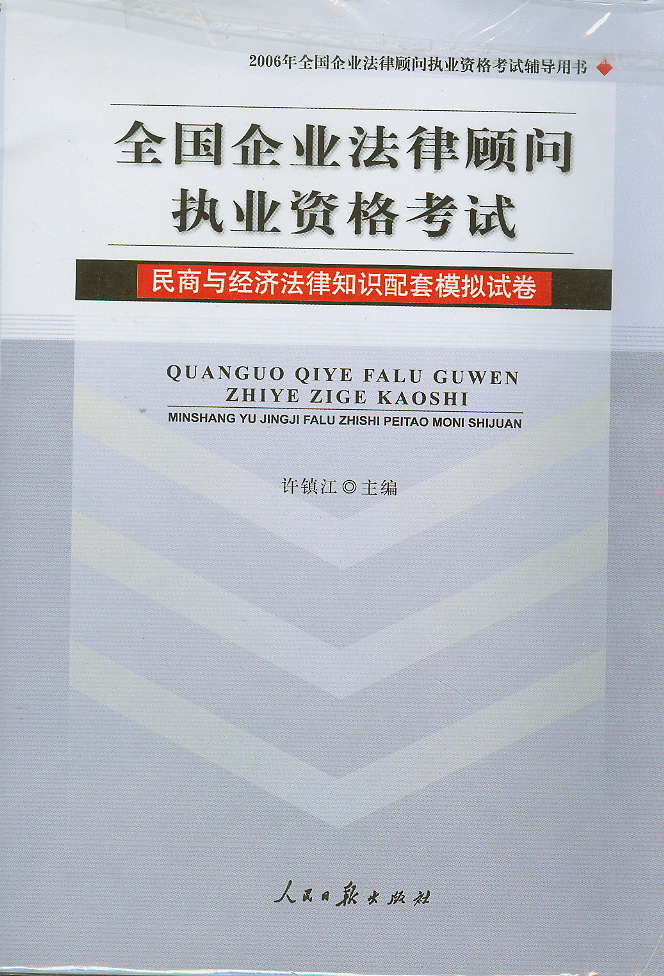 2006年全国企业法律顾问执业资格考试辅导用书
全国企业法律顾问
执业资格考试
民商与经济法律知识配套模拟试卷
QUANGUO QIYE FALU GUWEN
ZHIYE ZIGE KAOSHI
MINSHANG YU JINGJI FALU ZHISHI PEITAO MONI SHIJUAN
许镇江◎主编
人民日报出版社